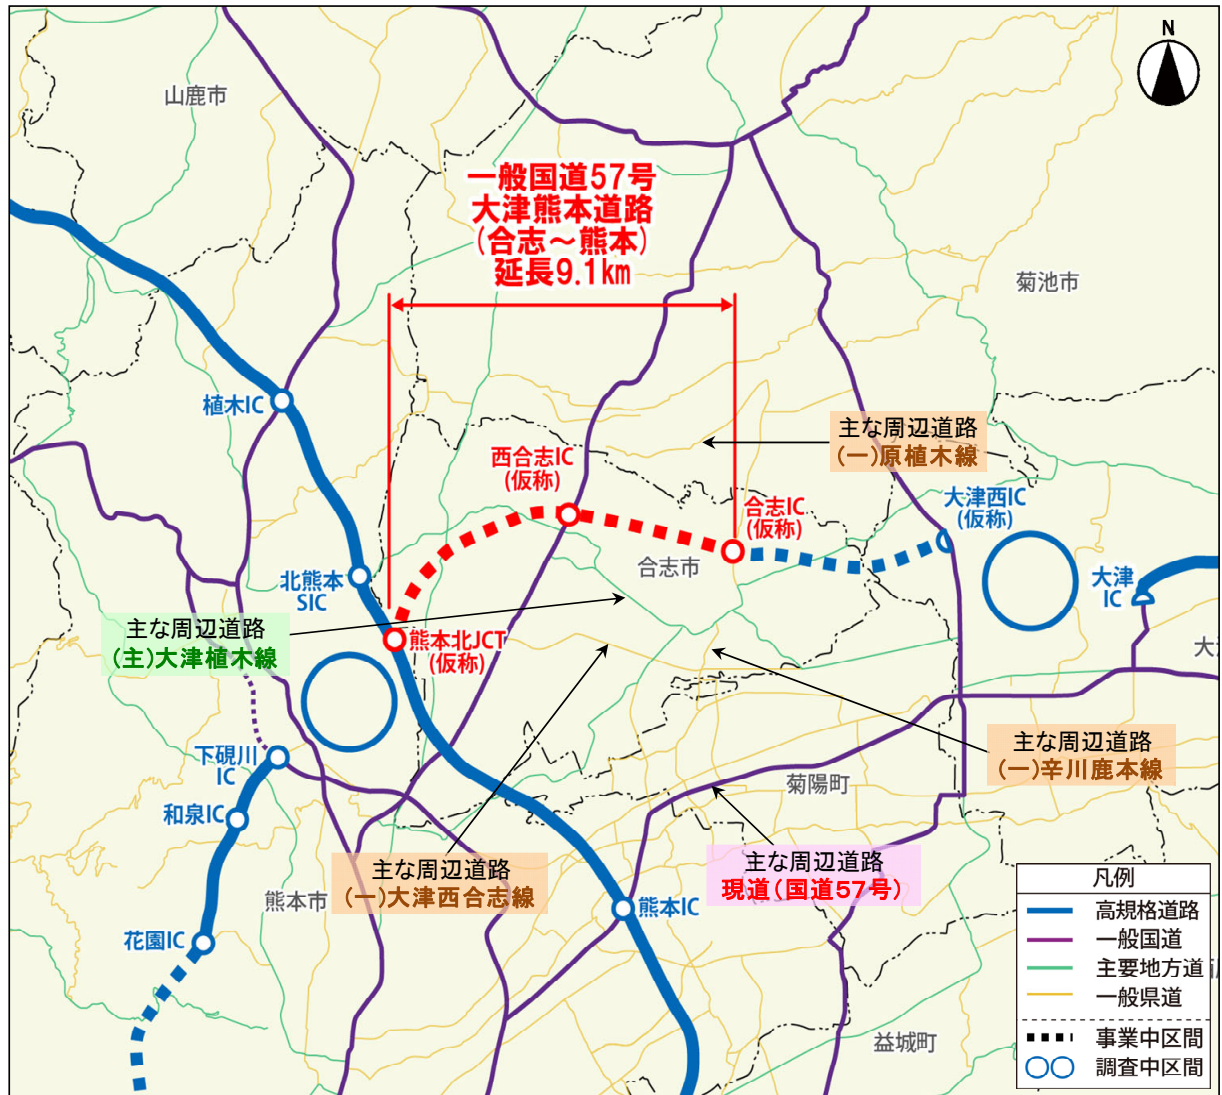 N
山鹿市
一般国道57号
大津熊本道路
(合志～熊本)
延長9.1km
菊池市
植木IC
主な周辺道路
(一)原植木線
西合志IC
(仮称)
合志IC
(仮称)
大津西IC
(仮称)
合志市
北熊本
SIC
大津
IC
主な周辺道路
(主)大津植木線
熊本北JCT
(仮称)
大
下硯川
IC
主な周辺道路
(一)辛川鹿本線
菊陽町
和泉IC
主な周辺道路
現道(国道57号)
主な周辺道路
(一)大津西合志線
熊本市
熊本IC
花園IC
益城町
凡例
高規格道路
一般国道
主要地方道
一般県道
事業中区間
調査中区間